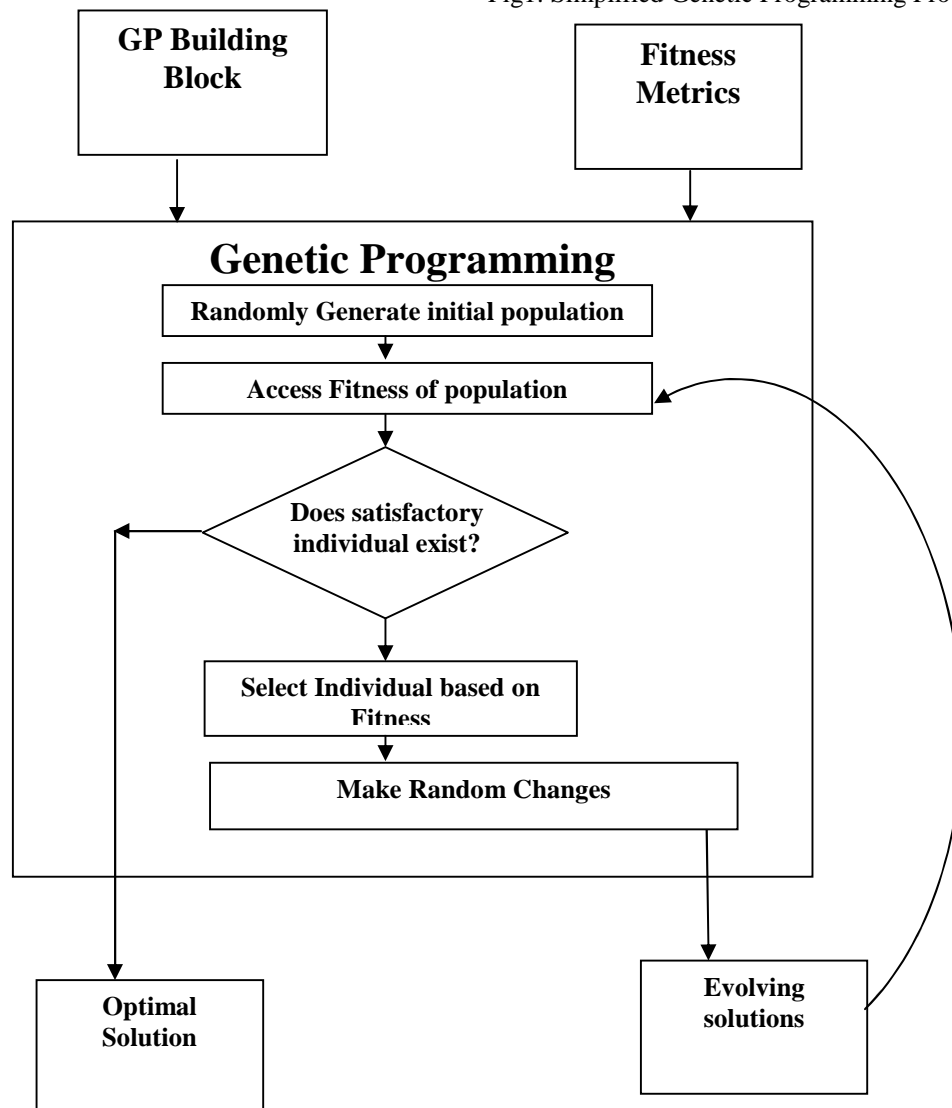 Fig1: Simplified Genetic Programming Pro
GP Building
Block
Fitness
Metrics
Genetic Programming
Randomly Generate initial population
Access Fitness of population
Does satisfactory
individual exist?
Select Individual based on
Fitness
Make Random Changes
Optimal
Solution
Evolving
solutions